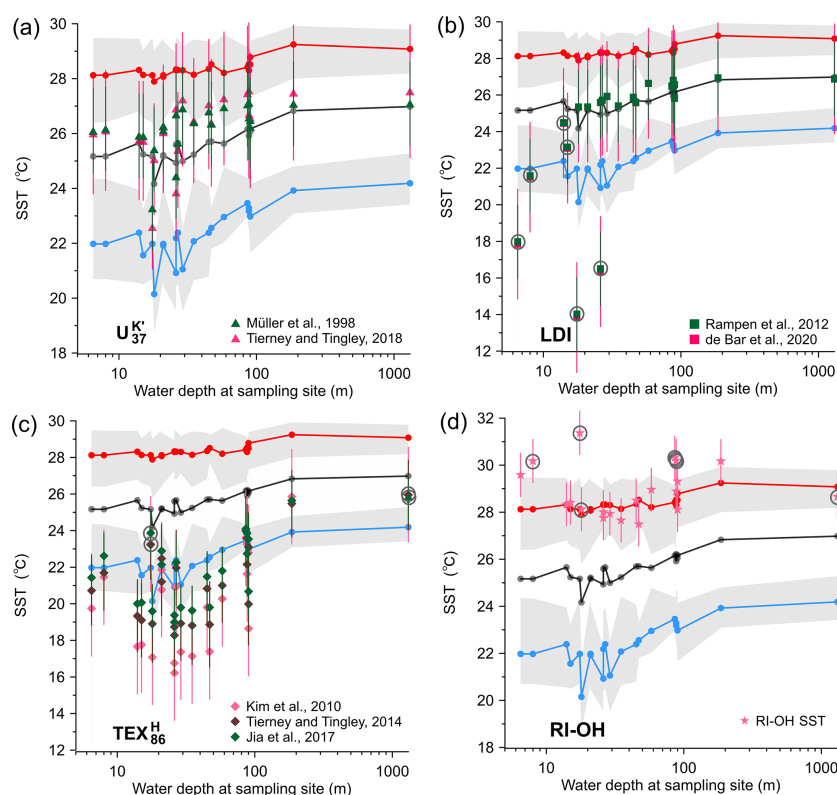 (a)
30
28
26
24
22
20
18
SST (℃)
U37K'
Müller et al., 1998
Tierney and Tingley, 2018
10
100
1000
Water depth at sampling site (m)
(b)
30
28
26
24
22
20
18
16
14
12
SST (℃)
LDI
Rampen et al., 2012
de Bar et al., 2020
10
100
1000
Water depth at sampling site (m)
(c)
30
28
26
24
22
20
18
16
14
12
SST (℃)
TEX86H
Kim et al., 2010
Tierney and Tingley, 2014
Jia et al., 2017
10
100
1000
Water depth at sampling site (m)
(d)
32
30
28
26
24
22
20
18
SST (℃)
RI-OH
RI-OH SST
10
100
1000
Water depth at sampling site (m)